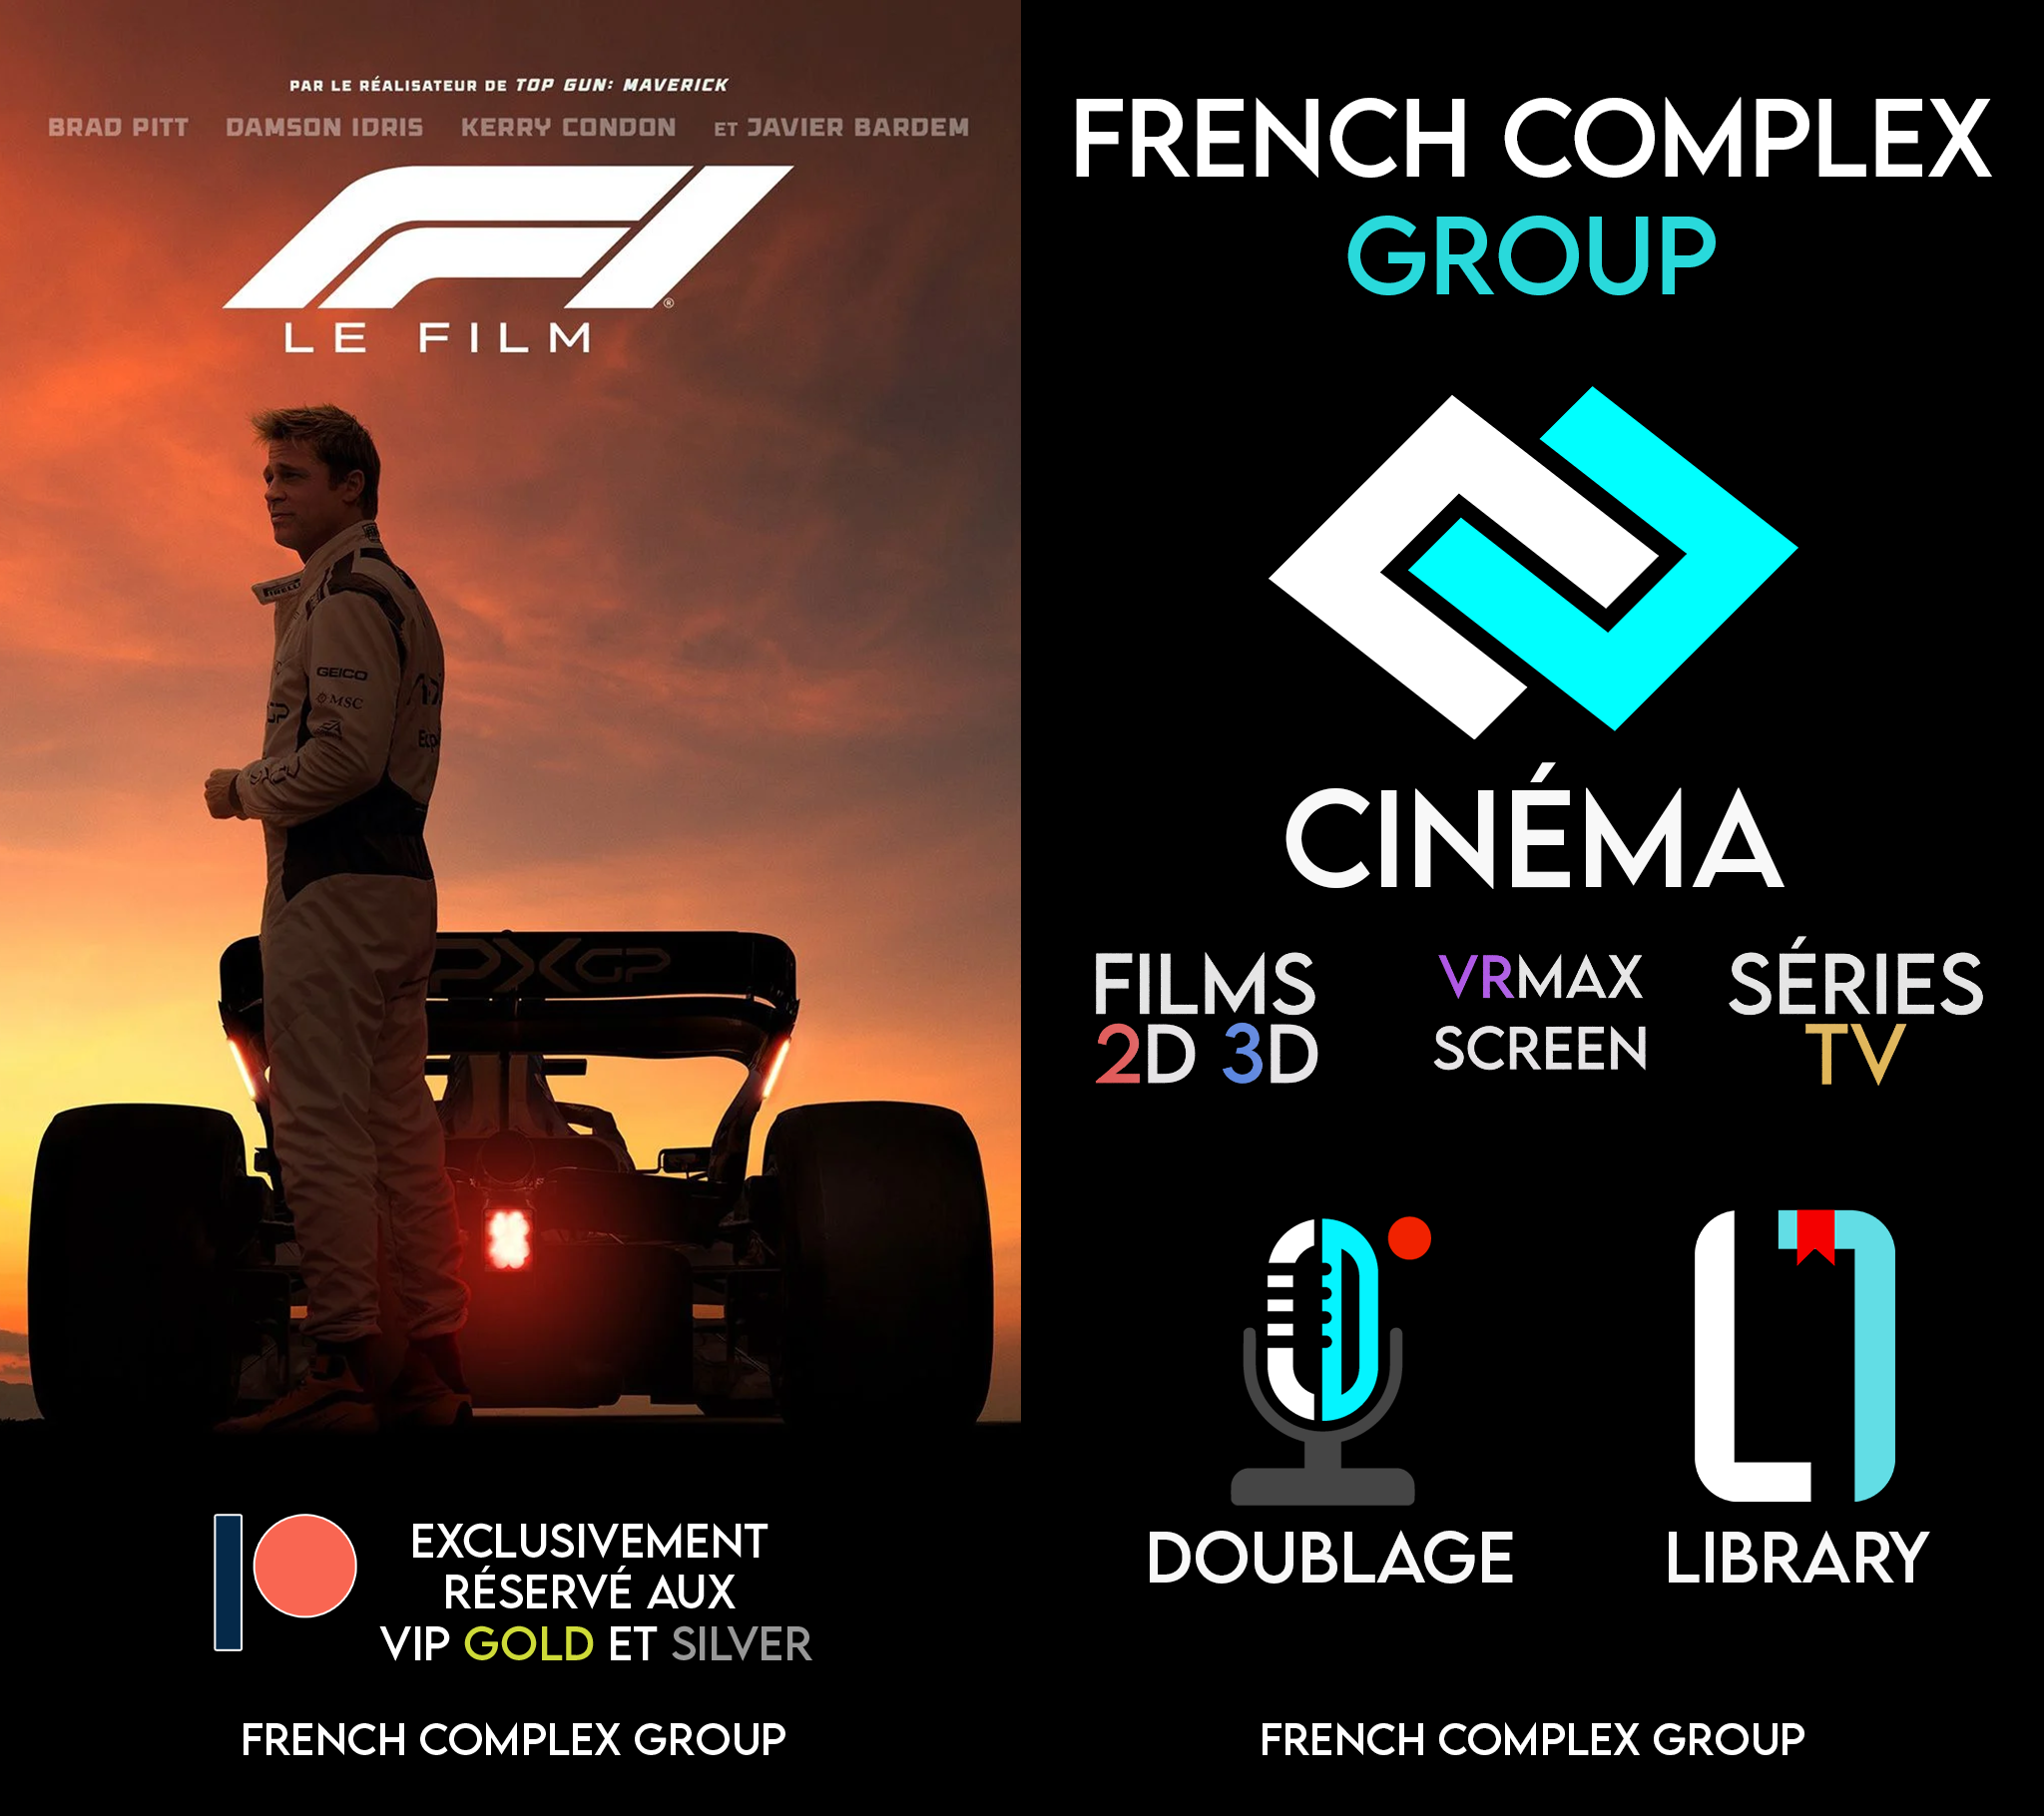 PAR LE RÉALISATEUR DE TOP GUN: MAVERICK
BRAD PITT DAMSON IDRIS KERRY CONDON ET JAVIER BARDEM
F1®
LE FILM
PIRELLI
GEICO
MSC
PXGP
EXCLUSIVEMENT
RÉSERVÉ AUX
VIP GOLD ET SILVER
FRENCH COMPLEX GROUP
FRENCH COMPLEX
GROUP
CINÉMA
FILMS
2D 3D
VRMAX
SCREEN
SÉRIES
TV
DOUBLAGE
LIBRARY
FRENCH COMPLEX GROUP